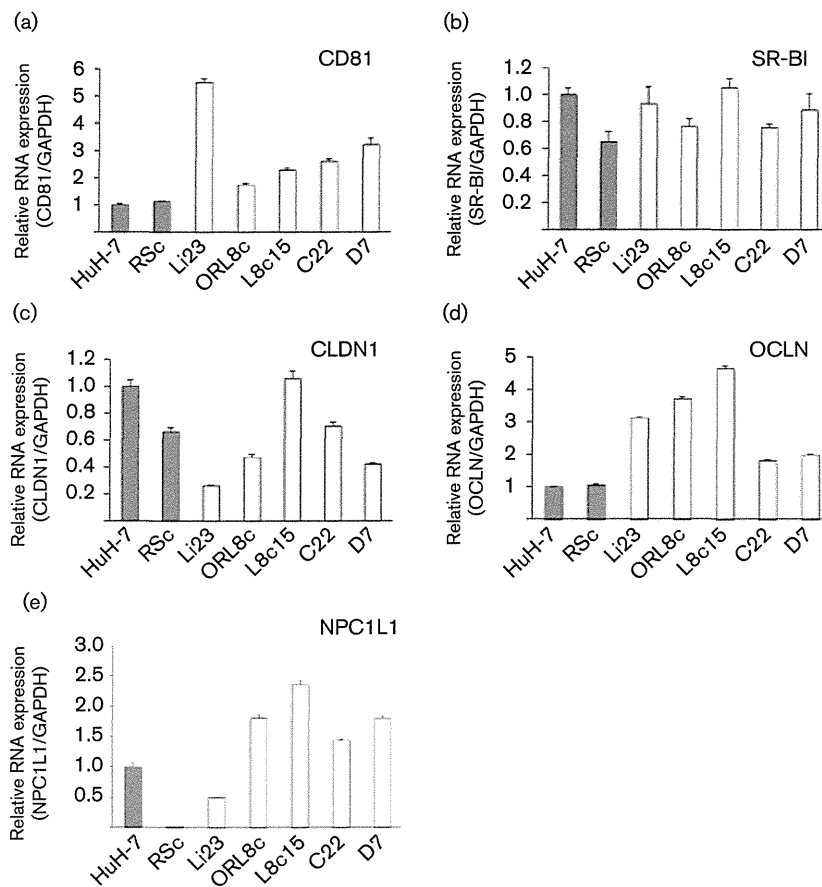 (a)
CD81
Relative RNA expression
(CD81/GAPDH)
6
5
4
3
2
1
HuH-7
RSc
Li23
ORL8c
L8c15
C22
D7
(b)
SR-BI
Relative RNA expression
(SR-BI/GAPDH)
1.2
1.0
0.8
0.6
0.4
0.2
HuH-7
RSc
Li23
ORL8c
L8c15
C22
D7
(c)
CLDN1
Relative RNA expression
(CLDN1/GAPDH)
1.2
1.0
0.8
0.6
0.4
0.2
HuH-7
RSc
Li23
ORL8c
L8c15
C22
D7
(d)
OCLN
Relative RNA expression
(OCLN/GAPDH)
5
4
3
2
1
HuH-7
RSc
Li23
ORL8c
L8c15
C22
D7
(e)
NPC1L1
Relative RNA expression
(NPC1L1/GAPDH)
3.0
2.5
2.0
1.5
1.0
0.5
HuH-7
RSc
Li23
ORL8c
L8c15
C22
D7